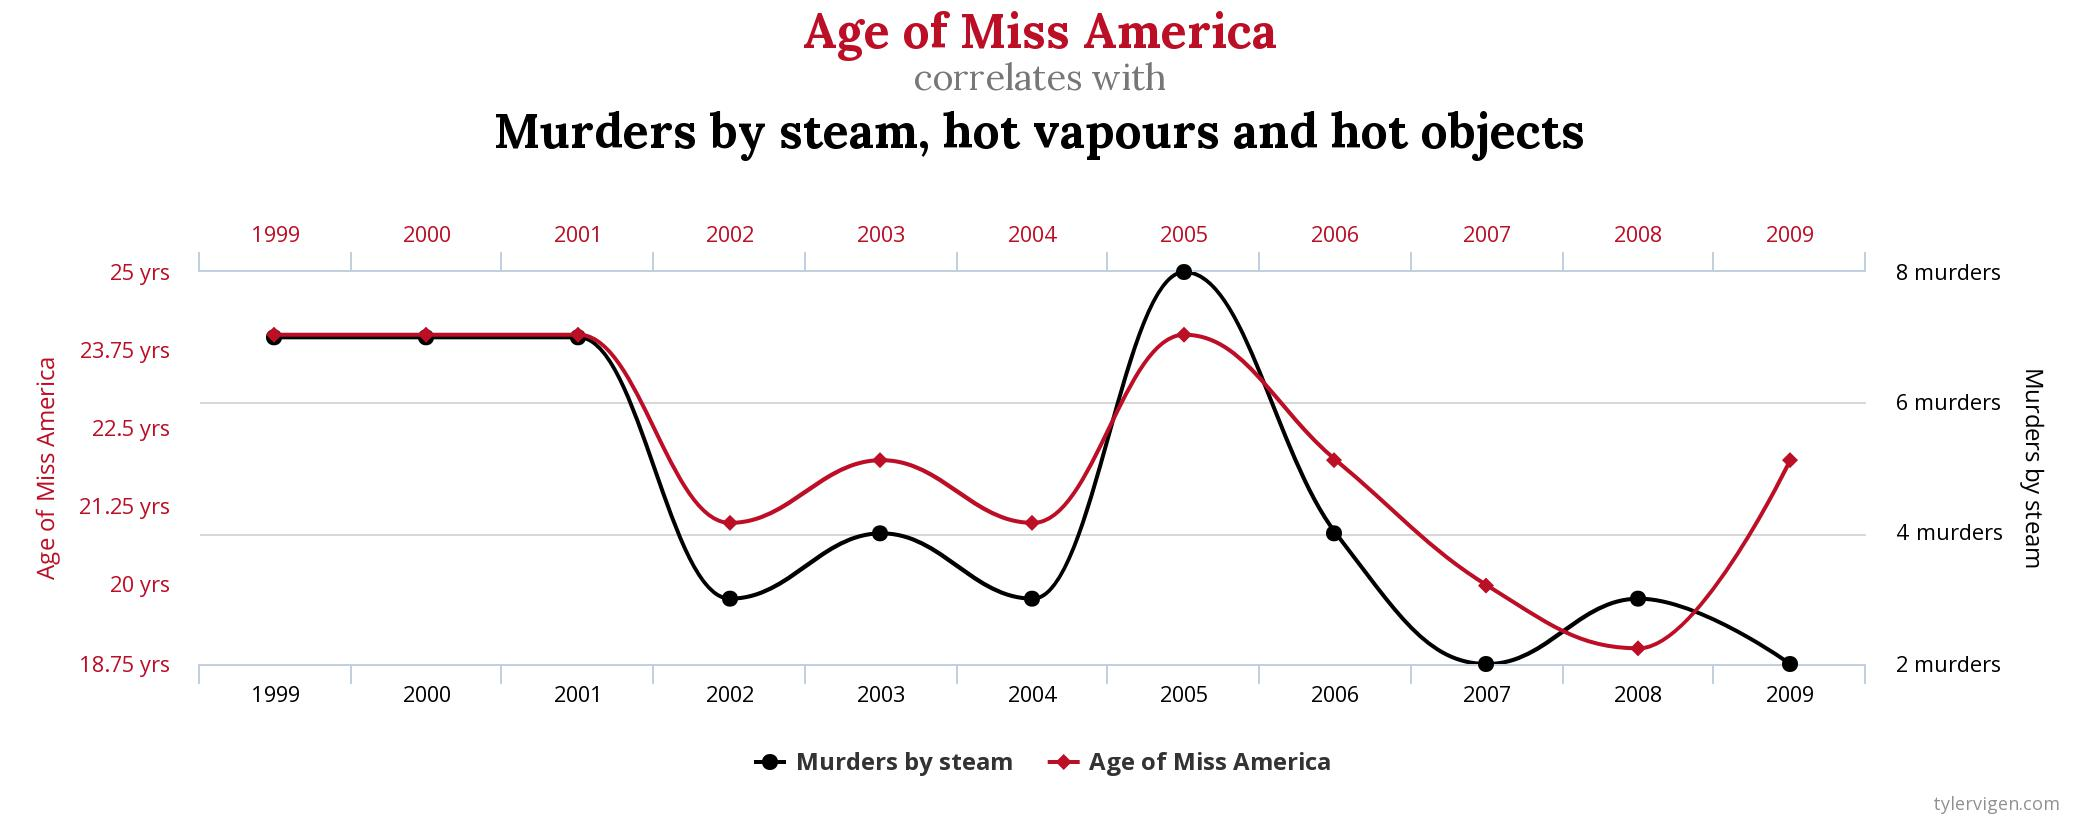 Age of Miss America
correlates with
Murders by steam, hot vapours and hot objects
1999 2000 2001 2002 2003 2004 2005 2006 2007 2008 2009
25 yrs 8 murders
23.75 yrs
6 murders
22.5 yrs
21.25 yrs
4 murders
20 yrs
18.75 yrs 2 murders
Age of Miss America
Murders by steam
1999 2000 2001 2002 2003 2004 2005 2006 2007 2008 2009
Murders by steam Age of Miss America
tylervigen.com